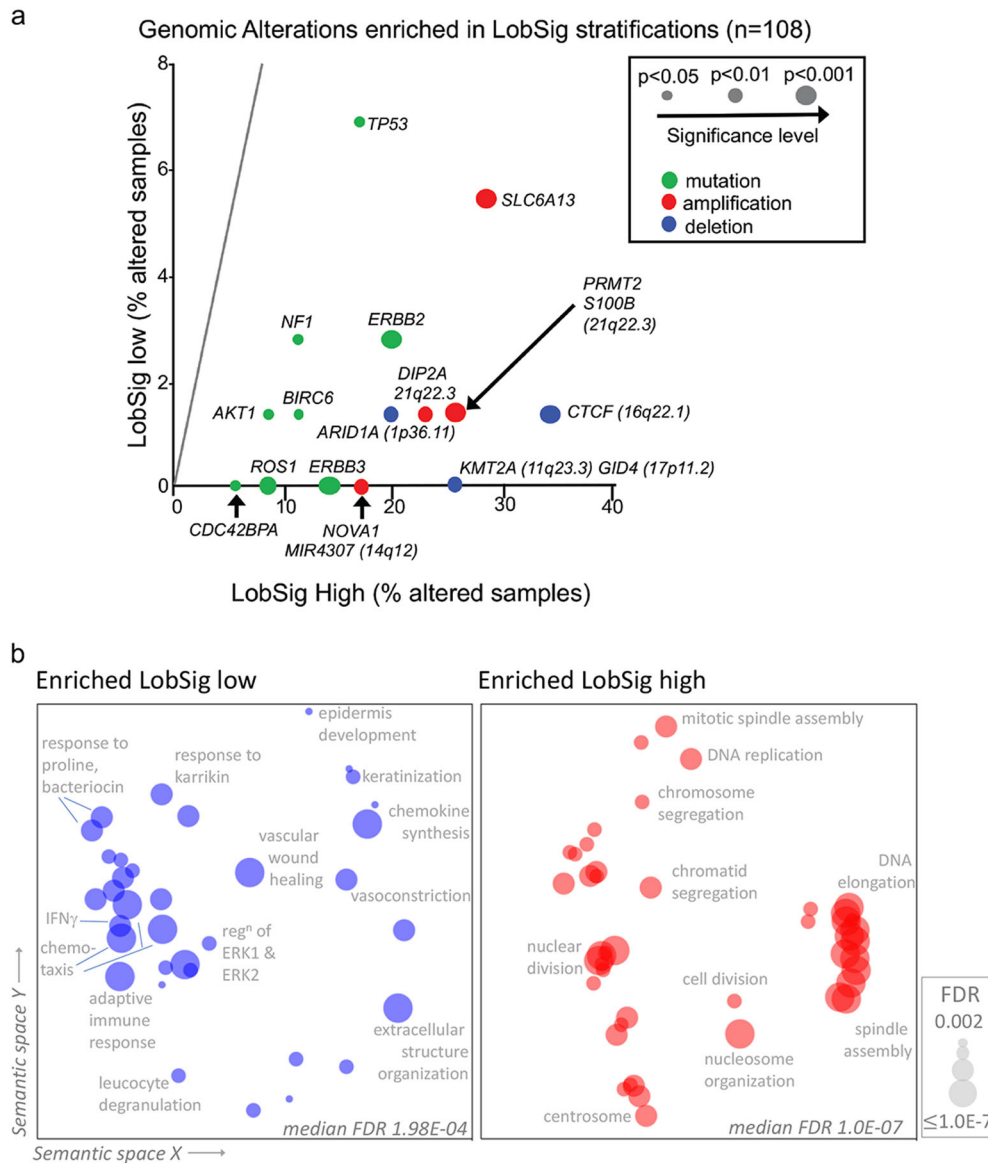 a
Genomic Alterations enriched in LobSig stratifications (n=108)
8
6
4
2
0
LobSig low (% altered samples)
p<0.05 p<0.01 p<0.001
Significance level
mutation
amplification
deletion
TP53
SLC6A13
PRMT2
S100B
(21q22.3)
NF1
ERBB2
DIP2A
21q22.3
AKT1
BIRC6
ARID1A (1p36.11)
CTCF (16q22.1)
ROS1
ERBB3
KMT2A (11q23.3) GID4 (17p11.2)
0 10 20 30 40
CDC42BPA
NOVA1
MIR4307 (14q12)
LobSig High (% altered samples)
b
Enriched LobSig low
epidermis
development
response to
proline,
bacteriocin
response to
karrikin
keratinization
chemokine
synthesis
vascular
wound
healing
vasoconstriction
IFNγ
chemo-
taxis
regⁿ of
ERK1 &
ERK2
adaptive
immune
response
extracellular
structure
organization
leucocyte
degranulation
median FDR 1.98E-04
Semantic space Y
Semantic space X
Enriched LobSig high
mitotic spindle assembly
DNA replication
chromosome
segregation
chromatid
segregation
DNA
elongation
nuclear
division
cell division
nucleosome
organization
spindle
assembly
centrosome
median FDR 1.0E-07
FDR
0.002
≤1.0E-7